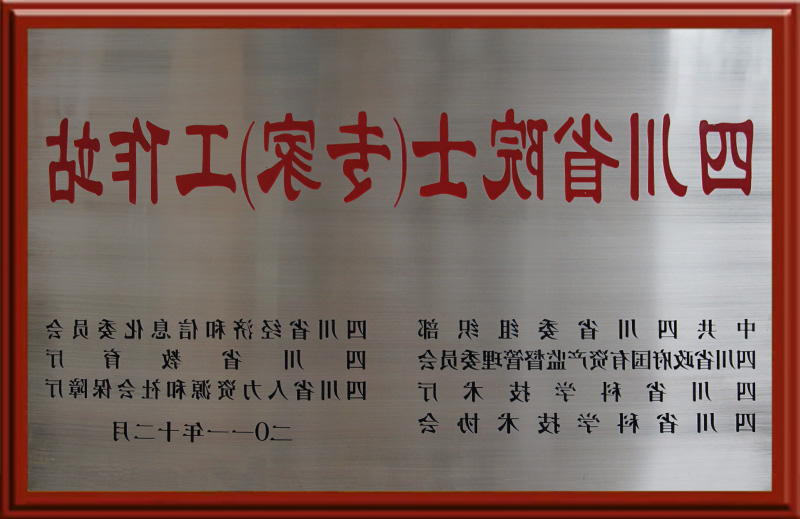 四川省院士(专家)工作站
中共四川省委组织部
四川省政府国有资产监督管理委员会
四川省科学技术厅
四川省科学技术协会
四川省经济和信息化委员会
四川省教育厅
四川省人力资源和社会保障厅
二〇一一年十二月